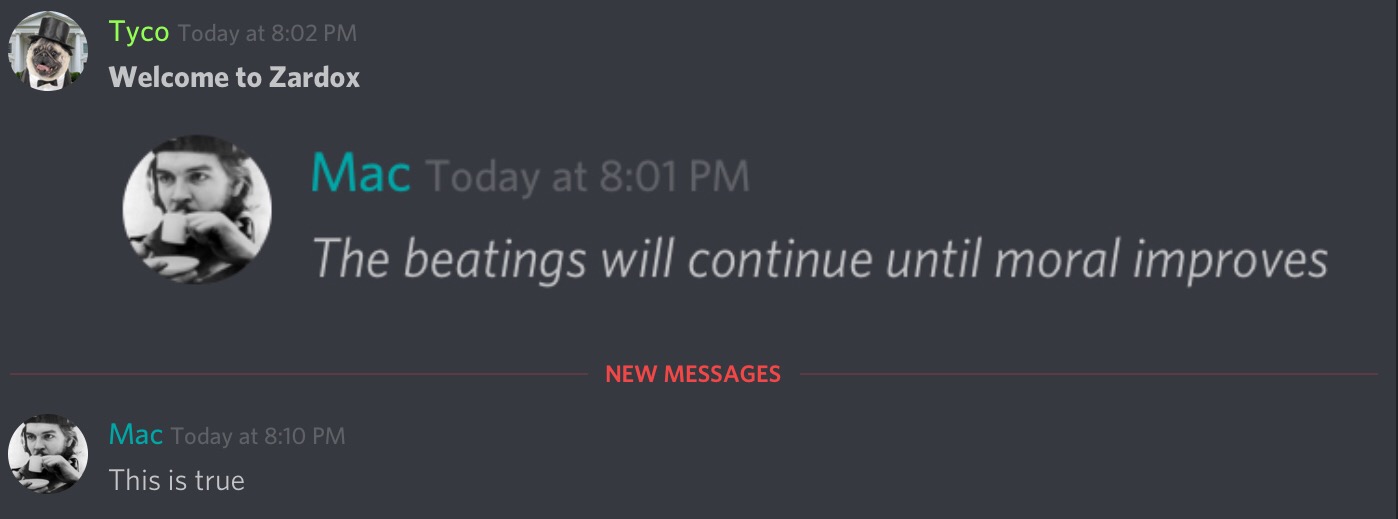 Tyco Today at 8:02 PM
Welcome to Zardox
Mac Today at 8:01 PM
The beatings will continue until moral improves
NEW MESSAGES
Mac Today at 8:10 PM
This is true